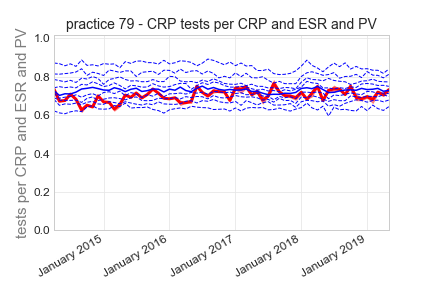 practice 79 - CRP tests per CRP and ESR and PV
tests per CRP and ESR and PV
1.0
0.8
0.6
0.4
0.2
0.0
January 2015
January 2016
January 2017
January 2018
January 2019